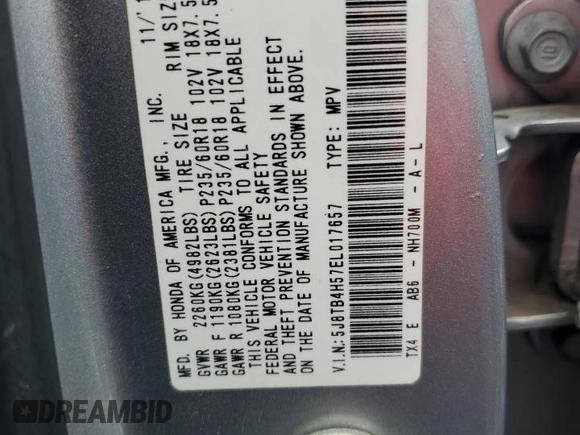 MFD. BY HONDA OF AMERICA MFG., INC. 11/1
GVWR 2260KG(4982LBS) TIRE SIZE RIM SIZ
GAWR F 1190KG(2623LBS) P235/60R18 102V 18X7.5
GAWR R 1080KG(2381LBS) P235/60R18 102V 18X7.5
THIS VEHICLE CONFORMS TO ALL APPLICABLE
FEDERAL MOTOR VEHICLE SAFETY
AND THEFT PREVENTION STANDARDS IN EFFECT
ON THE DATE OF MANUFACTURE SHOWN ABOVE.
V.I.N.: 5J8TB4H57EL017657 TYPE: MPV
TX4 E AB6 - NH700M - A - L
DREAMBID